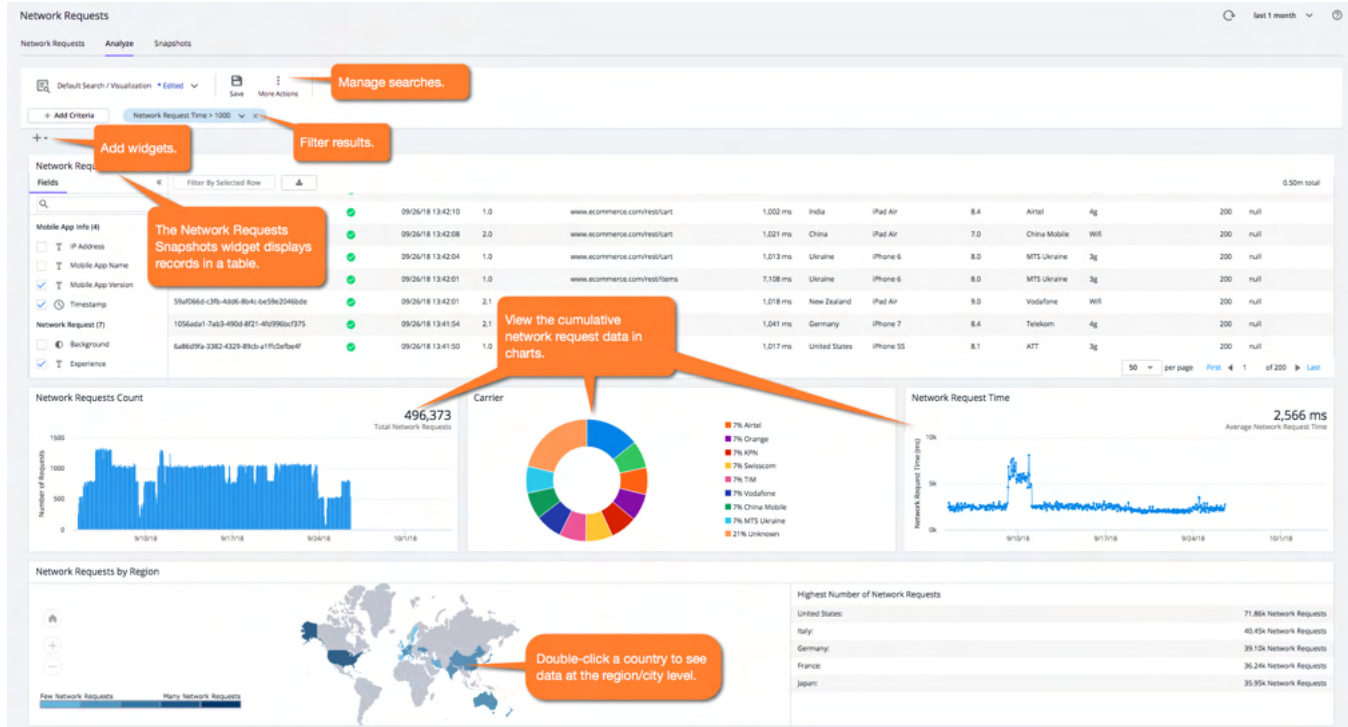 Network Requests
last 1 month
Network Requests Analyze Snapshots
Default Search / Visualization * Edited
Save
More Actions
Manage searches.
+ Add Criteria
Network Request Time > 1000
Filter results.
Add widgets.
Network Requ
Fields
Filter By Selected Row
0.50m total
The Network Requests
Snapshots widget displays
records in a table.
Mobile App Info (4)
IP Address
Mobile App Name
Mobile App Version
Timestamp
Network Request (7)
Background
Experience
09/26/18 13:42:10 1.0 www.ecommerce.com/rest/cart 1,002 ms India iPad Air 8.4 Airtel 4g 200 null
09/26/18 13:42:08 2.0 www.ecommerce.com/rest/cart 1,021 ms China iPad Air 7.0 China Mobile Wifi 200 null
09/26/18 13:42:04 1.0 www.ecommerce.com/rest/cart 1,013 ms Ukraine iPhone 6 8.0 MTS Ukraine 3g 200 null
09/26/18 13:42:01 1.0 www.ecommerce.com/rest/items 7,108 ms Ukraine iPhone 6 8.0 MTS Ukraine 3g 200 null
09/26/18 13:42:01 2.1 1,018 ms New Zealand iPad Air 9.0 Vodafone Wifi 200 null
1056eda1-7ab3-490d-8f21-4fd996bcf375 09/26/18 13:41:54 2.1 1,041 ms Germany iPhone 7 8.4 Telekom 4g 200 null
6a86d9fa-3382-4329-89cb-a1ffc0efbe4f 09/26/18 13:41:50 1.0 1,017 ms United States iPhone 5S 8.1 ATT 3g 200 null
View the cumulative
network request data in
charts.
50 per page First 1 of 200 Last
Network Requests Count
496,373
Total Network Requests
Number of Requests
1500
1000
500
0
9/10/18 9/17/18 9/24/18 10/1/18
Carrier
7% Airtel
7% Orange
7% KPN
7% Swisscom
7% TIM
7% Vodafone
7% China Mobile
7% MTS Ukraine
21% Unknown
Network Request Time
2,566 ms
Average Network Request Time
Network Request Time (ms)
10k
5k
0k
9/10/18 9/17/18 9/24/18 10/1/18
Network Requests by Region
Few Network Requests Many Network Requests
Double-click a country to see
data at the region/city level.
Highest Number of Network Requests
United States: 71.86k Network Requests
Italy: 40.45k Network Requests
Germany: 39.10k Network Requests
France: 36.24k Network Requests
Japan: 35.95k Network Requests